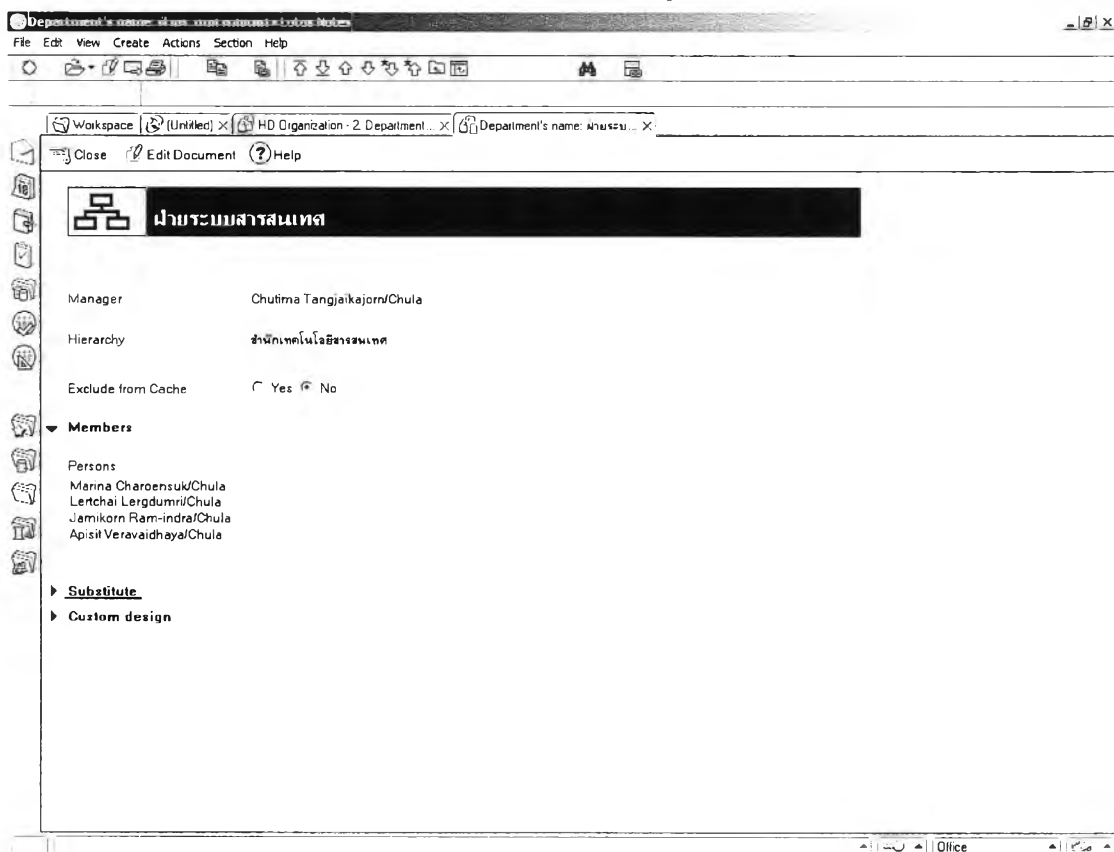 Department's name: - Lotus Notes
File Edit View Create Actions Section Help
Workspace (Untitled) HD Organization - 2. Department... Department's name: ฝ่ายระบ...
Close Edit Document Help
ฝ่ายระบบสารสนเทศ
Manager Chutima Tangjaikajorn/Chula
Hierarchy สำนักเทคโนโลยีสารสนเทศ
Exclude from Cache Yes No
Members
Persons
Marina Charoensuk/Chula
Lertchai Lergdumri/Chula
Jamikorn Ram-indra/Chula
Apisit Veravaidhaya/Chula
Substitute
Custom design
Office